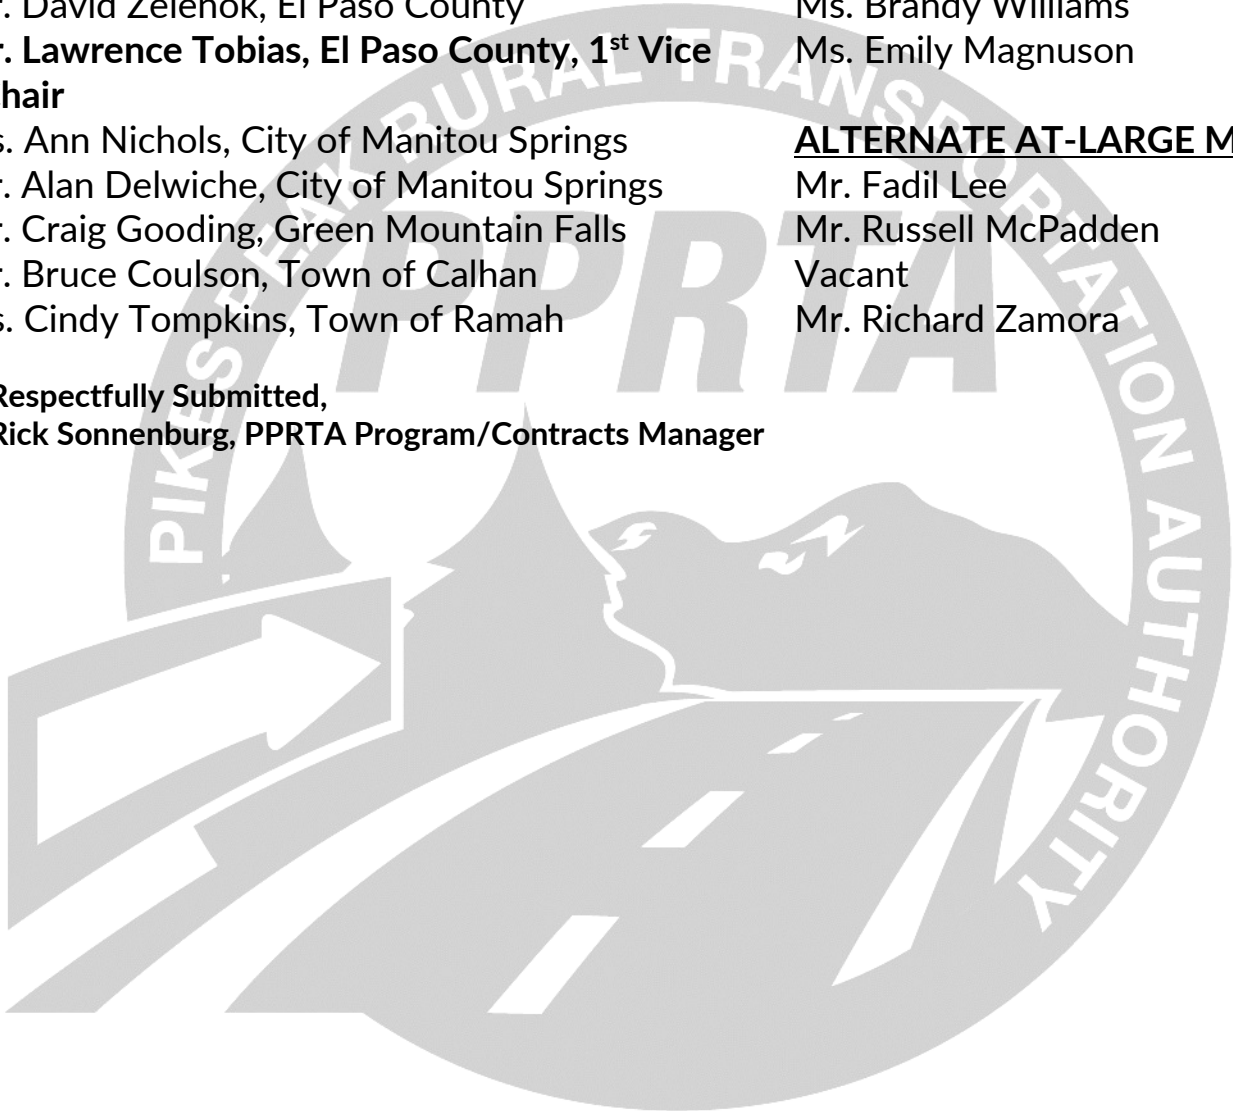 r. David Zelenok, El Paso County
r. Lawrence Tobias, El Paso County, 1st Vice
hair
s. Ann Nichols, City of Manitou Springs
r. Alan Delwiche, City of Manitou Springs
r. Craig Gooding, Green Mountain Falls
r. Bruce Coulson, Town of Calhan
s. Cindy Tompkins, Town of Ramah
Ms. Brandy Williams
Ms. Emily Magnuson
ALTERNATE AT-LARGE M
Mr. Fadil Lee
Mr. Russell McPadden
Vacant
Mr. Richard Zamora
Respectfully Submitted,
Rick Sonnenburg, PPRTA Program/Contracts Manager
PIKES PEAK RURAL TRANSPORTATION AUTHORITY
PPRTA